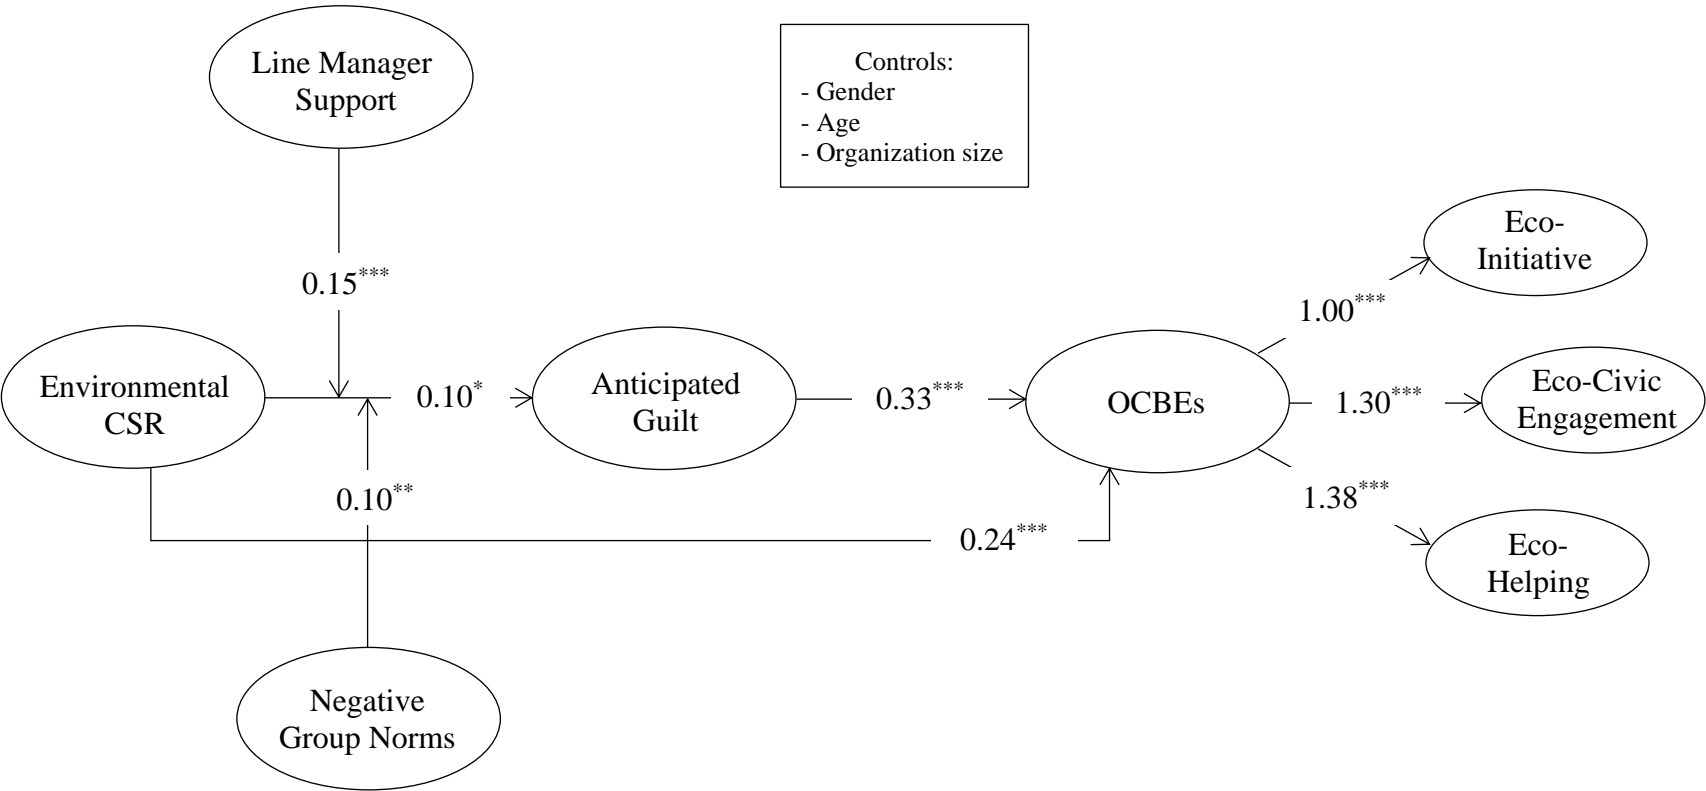 Line Manager
Support
Controls:
- Gender
- Age
- Organization size
Eco-
Initiative
0.15***
1.00***
Environmental
CSR
0.10*
Anticipated
Guilt
0.33***
OCBEs
1.30***
Eco-Civic
Engagement
0.10**
1.38***
0.24***
Eco-
Helping
Negative
Group Norms